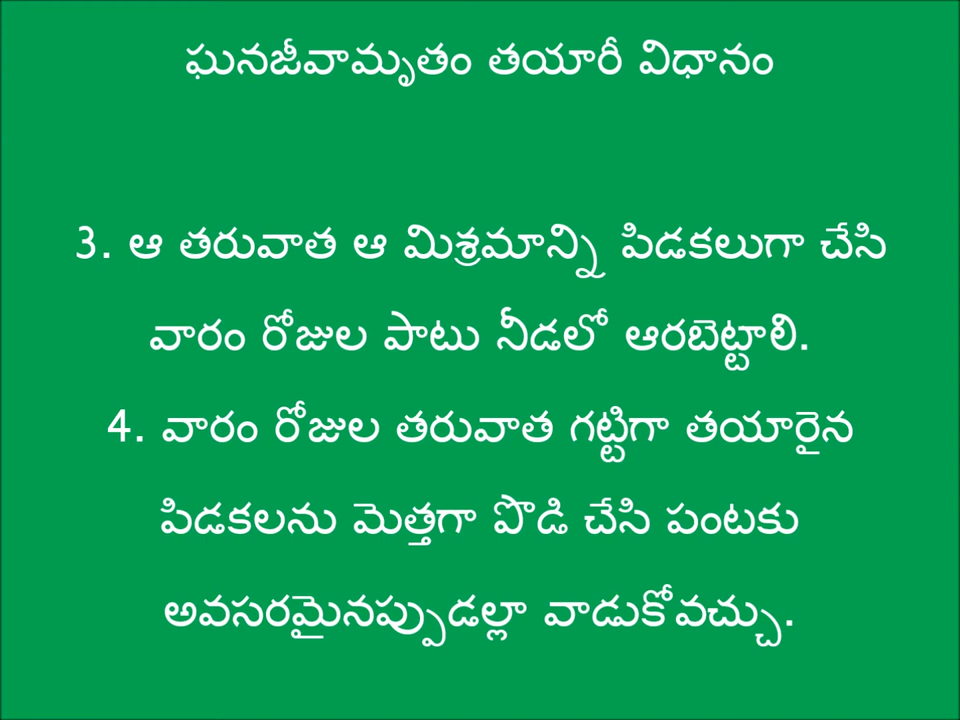 ఘనజీవామృతం తయారీ విధానం
3. ఆ తరువాత ఆ మిశ్రమాన్ని పిడకలుగా చేసి
వారం రోజుల పాటు నీడలో ఆరబెట్టాలి.
4. వారం రోజుల తరువాత గట్టిగా తయారైన
పిడకలను మెత్తగా పొడి చేసి పంటకు
అవసరమైనప్పుడల్లా వాడుకోవచ్చు.